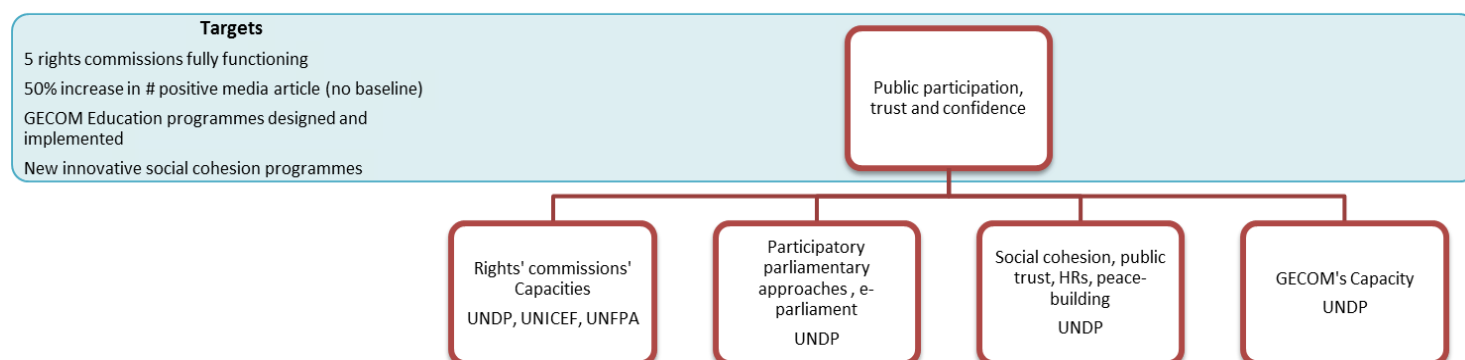 Targets
5 rights commissions fully functioning
50% increase in # positive media article (no baseline)
GECOM Education programmes designed and
implemented
New innovative social cohesion programmes
Public participation,
trust and confidence
Rights' commissions'
Capacities
UNDP, UNICEF, UNFPA
Participatory
parliamentary
approaches , e-
parliament
UNDP
Social cohesion, public
trust, HRs, peace-
building
UNDP
GECOM's Capacity
UNDP